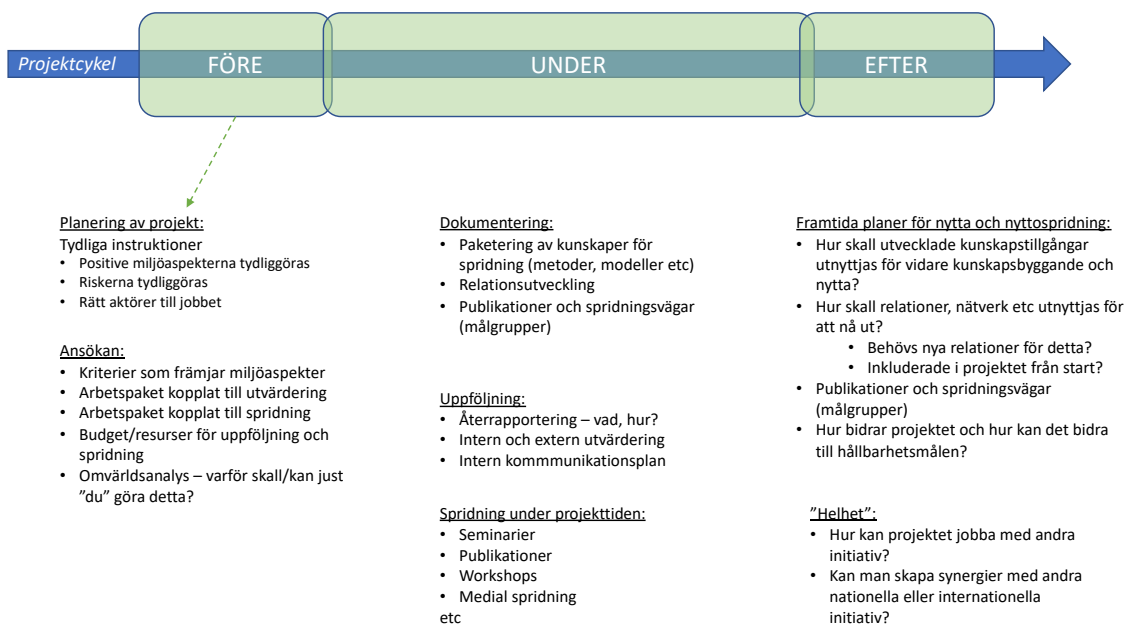 Projektcykel
FÖRE
UNDER
EFTER
Planering av projekt:
Tydliga instruktioner
• Positive miljöaspekterna tydliggöras
• Riskerna tydliggöras
• Rätt aktörer till jobbet
Ansökan:
• Kriterier som främjar miljöaspekter
• Arbetspaket kopplat till utvärdering
• Arbetspaket kopplat till spridning
• Budget/resurser för uppföljning och
spridning
• Omvärldsanalys – varför skall/kan just
”du” göra detta?
Dokumentering:
• Paketering av kunskaper för
spridning (metoder, modeller etc)
• Relationsutveckling
• Publikationer och spridningsvägar
(målgrupper)
Uppföljning:
• Återrapportering – vad, hur?
• Intern och extern utvärdering
• Intern kommmunikationsplan
Spridning under projekttiden:
• Seminarier
• Publikationer
• Workshops
• Medial spridning
etc
Framtida planer för nytta och nyttospridning:
• Hur skall utvecklade kunskapstillgångar
utnyttjas för vidare kunskapsbyggande och
nytta?
• Hur skall relationer, nätverk etc utnyttjas för
att nå ut?
• Behövs nya relationer för detta?
• Inkluderade i projektet från start?
• Publikationer och spridningsvägar
(målgrupper)
• Hur bidrar projektet och hur kan det bidra
till hållbarhetsmålen?
”Helhet”:
• Hur kan projektet jobba med andra
initiativ?
• Kan man skapa synergier med andra
nationella eller internationella
initiativ?